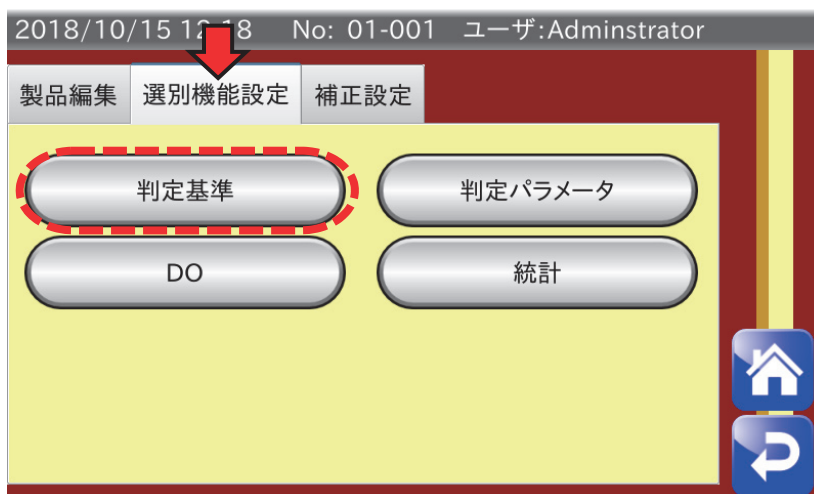 2018/10/15 12:18 No: 01-001 ユーザ:Adminstrator
製品編集 選別機能設定 補正設定
判定基準 判定パラメータ
DO 統計